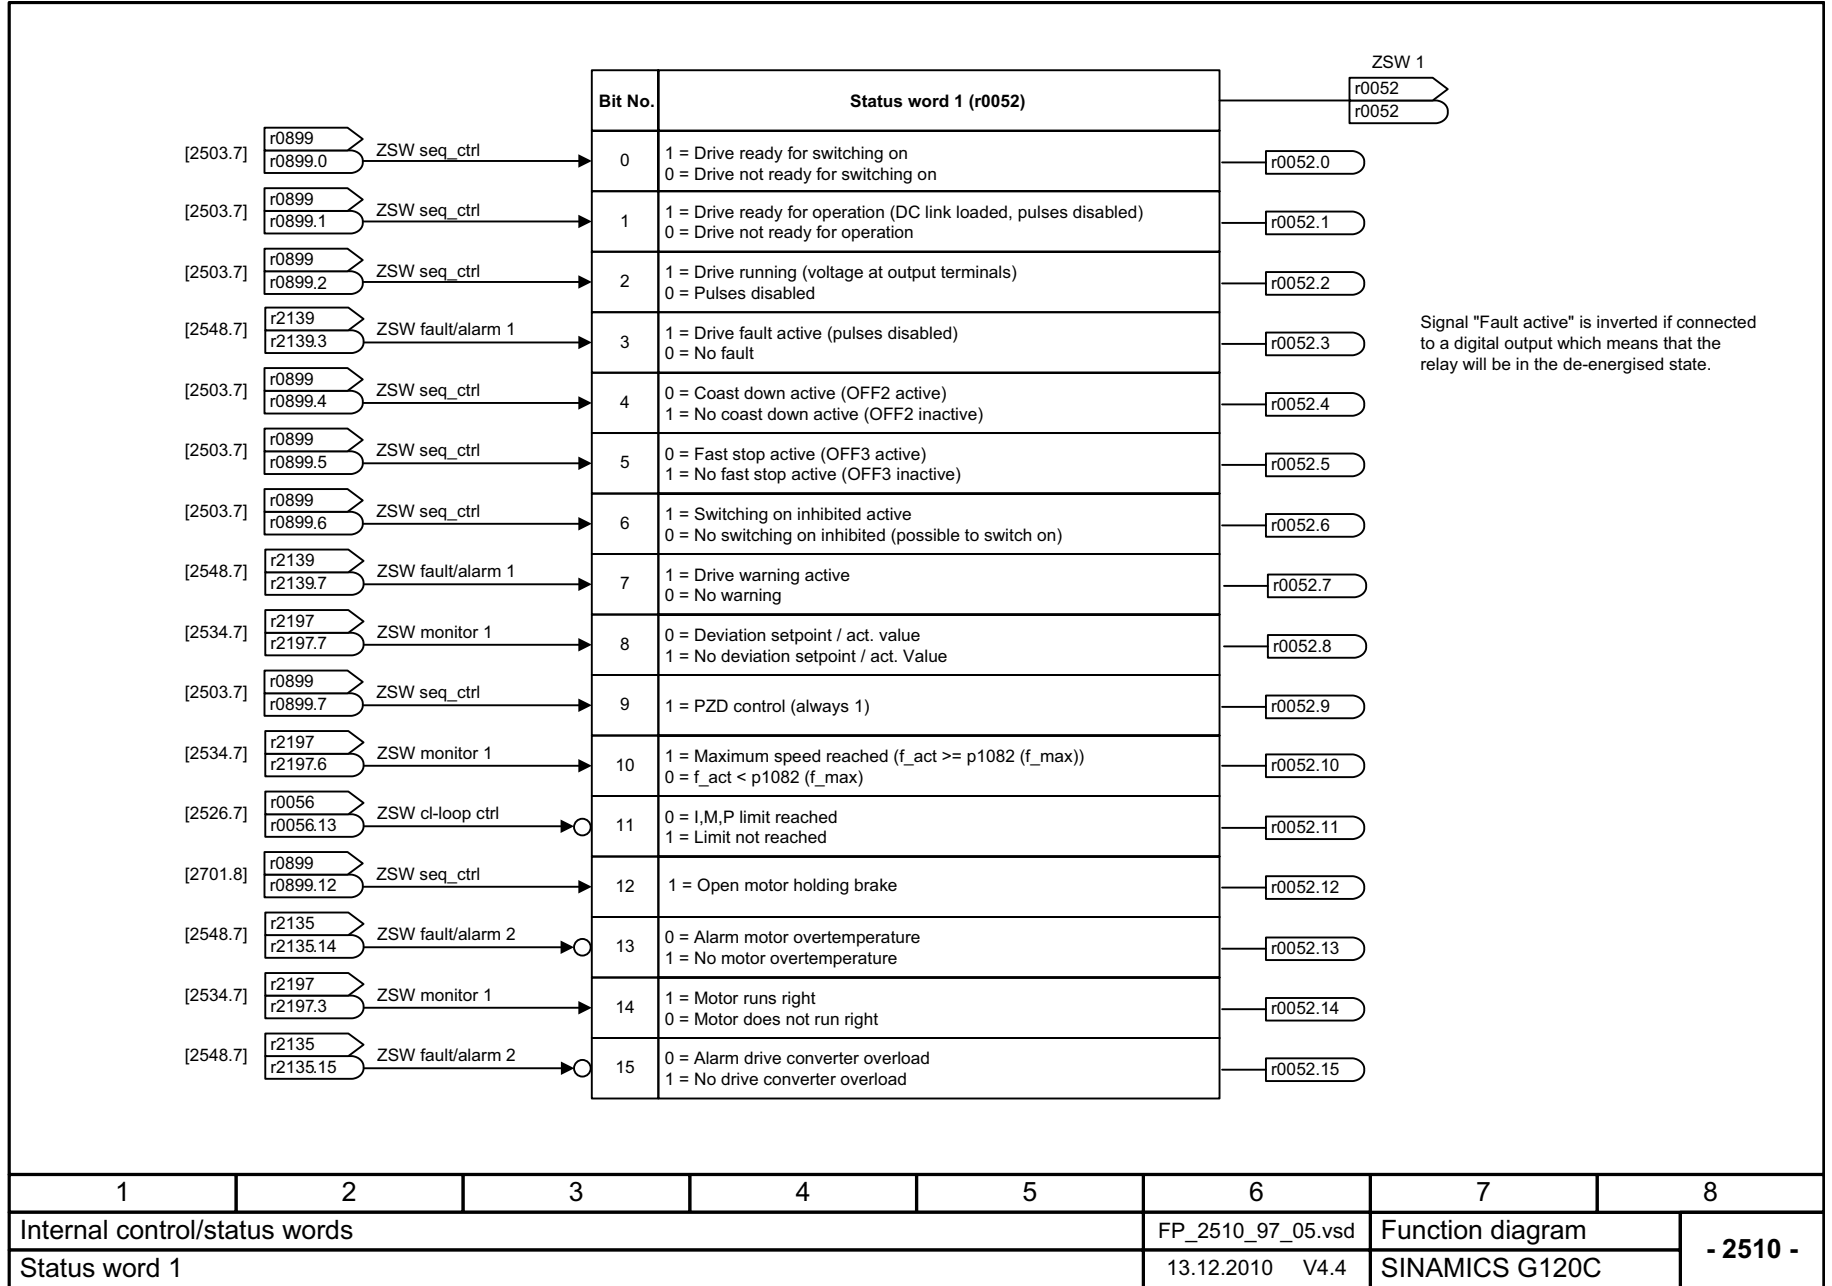 ZSW 1
r0052
r0052
Bit No. Status word 1 (r0052)
[2503.7] r0899 r0899.0 ZSW seq_ctrl 0 1 = Drive ready for switching on
0 = Drive not ready for switching on r0052.0
[2503.7] r0899 r0899.1 ZSW seq_ctrl 1 1 = Drive ready for operation (DC link loaded, pulses disabled)
0 = Drive not ready for operation r0052.1
[2503.7] r0899 r0899.2 ZSW seq_ctrl 2 1 = Drive running (voltage at output terminals)
0 = Pulses disabled r0052.2
[2548.7] r2139 r2139.3 ZSW fault/alarm 1 3 1 = Drive fault active (pulses disabled)
0 = No fault r0052.3
Signal "Fault active" is inverted if connected
to a digital output which means that the
relay will be in the de-energised state.
[2503.7] r0899 r0899.4 ZSW seq_ctrl 4 0 = Coast down active (OFF2 active)
1 = No coast down active (OFF2 inactive) r0052.4
[2503.7] r0899 r0899.5 ZSW seq_ctrl 5 0 = Fast stop active (OFF3 active)
1 = No fast stop active (OFF3 inactive) r0052.5
[2503.7] r0899 r0899.6 ZSW seq_ctrl 6 1 = Switching on inhibited active
0 = No switching on inhibited (possible to switch on) r0052.6
[2548.7] r2139 r2139.7 ZSW fault/alarm 1 7 1 = Drive warning active
0 = No warning r0052.7
[2534.7] r2197 r2197.7 ZSW monitor 1 8 0 = Deviation setpoint / act. value
1 = No deviation setpoint / act. Value r0052.8
[2503.7] r0899 r0899.7 ZSW seq_ctrl 9 1 = PZD control (always 1) r0052.9
[2534.7] r2197 r2197.6 ZSW monitor 1 10 1 = Maximum speed reached (f_act >= p1082 (f_max))
0 = f_act < p1082 (f_max) r0052.10
[2526.7] r0056 r0056.13 ZSW cl-loop ctrl 11 0 = I,M,P limit reached
1 = Limit not reached r0052.11
[2701.8] r0899 r0899.12 ZSW seq_ctrl 12 1 = Open motor holding brake r0052.12
[2548.7] r2135 r2135.14 ZSW fault/alarm 2 13 0 = Alarm motor overtemperature
1 = No motor overtemperature r0052.13
[2534.7] r2197 r2197.3 ZSW monitor 1 14 1 = Motor runs right
0 = Motor does not run right r0052.14
[2548.7] r2135 r2135.15 ZSW fault/alarm 2 15 0 = Alarm drive converter overload
1 = No drive converter overload r0052.15
1 2 3 4 5 6 7 8
Internal control/status words FP_2510_97_05.vsd Function diagram
- 2510 -
Status word 1 13.12.2010 V4.4 SINAMICS G120C